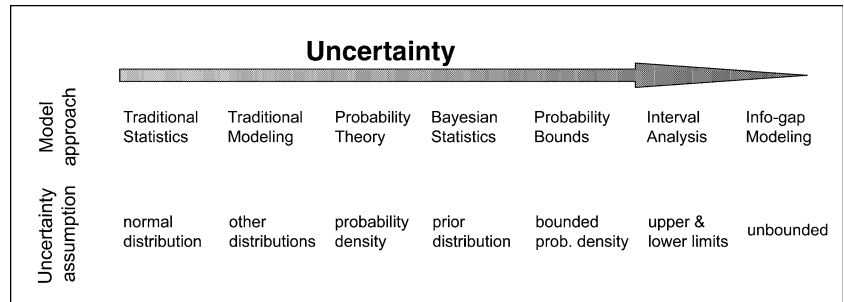 Uncertainty
Model
approach
Traditional
Statistics
Traditional
Modeling
Probability
Theory
Bayesian
Statistics
Probability
Bounds
Interval
Analysis
Info-gap
Modeling
Uncertainty
assumption
normal
distribution
other
distributions
probability
density
prior
distribution
bounded
prob. density
upper &
lower limits
unbounded